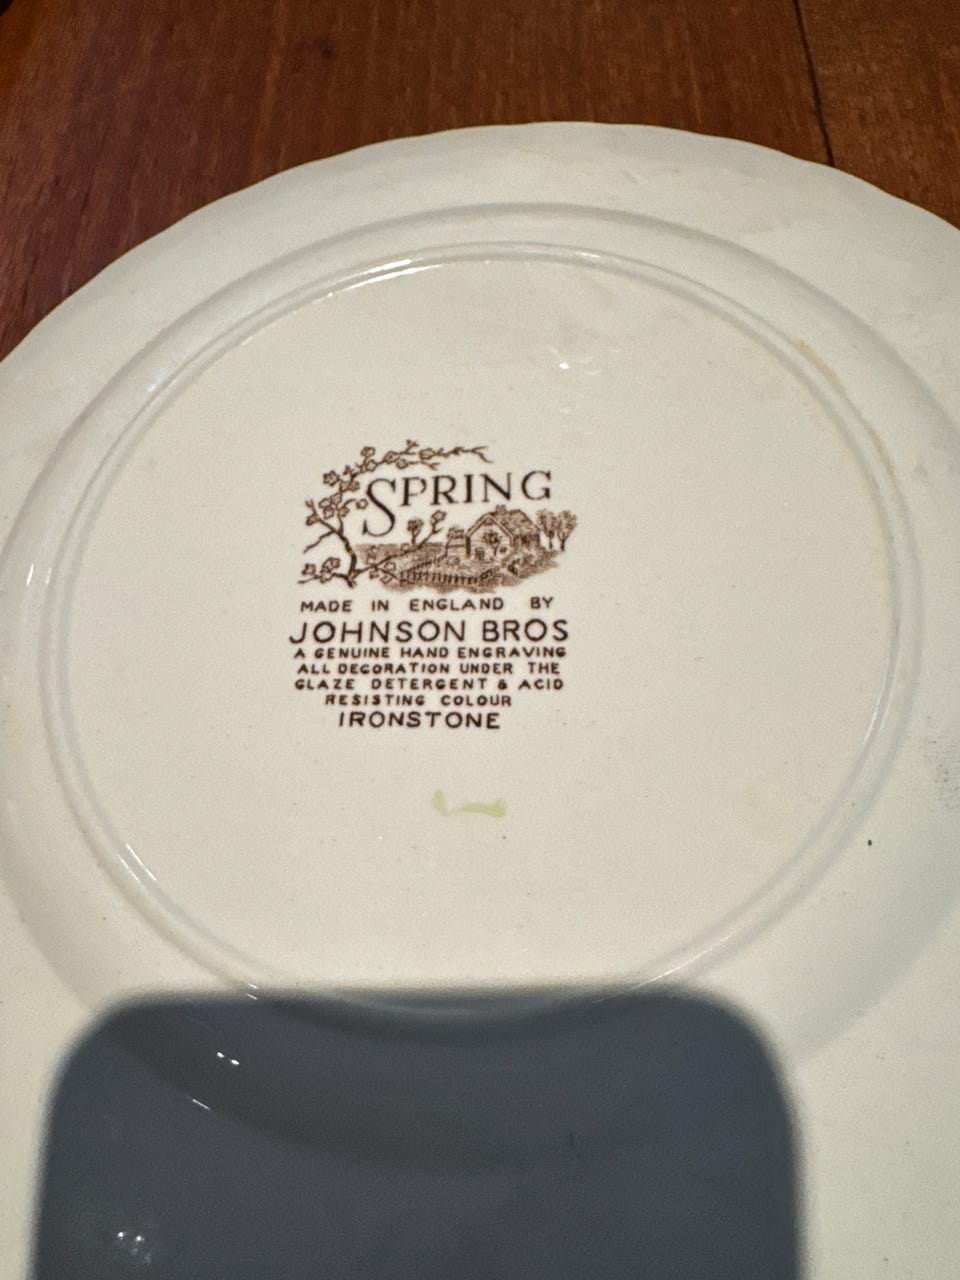 SPRING
MADE IN ENGLAND BY
JOHNSON BROS
A GENUINE HAND ENGRAVING
ALL DECORATION UNDER THE
GLAZE DETERGENT & ACID
RESISTING COLOUR
IRONSTONE